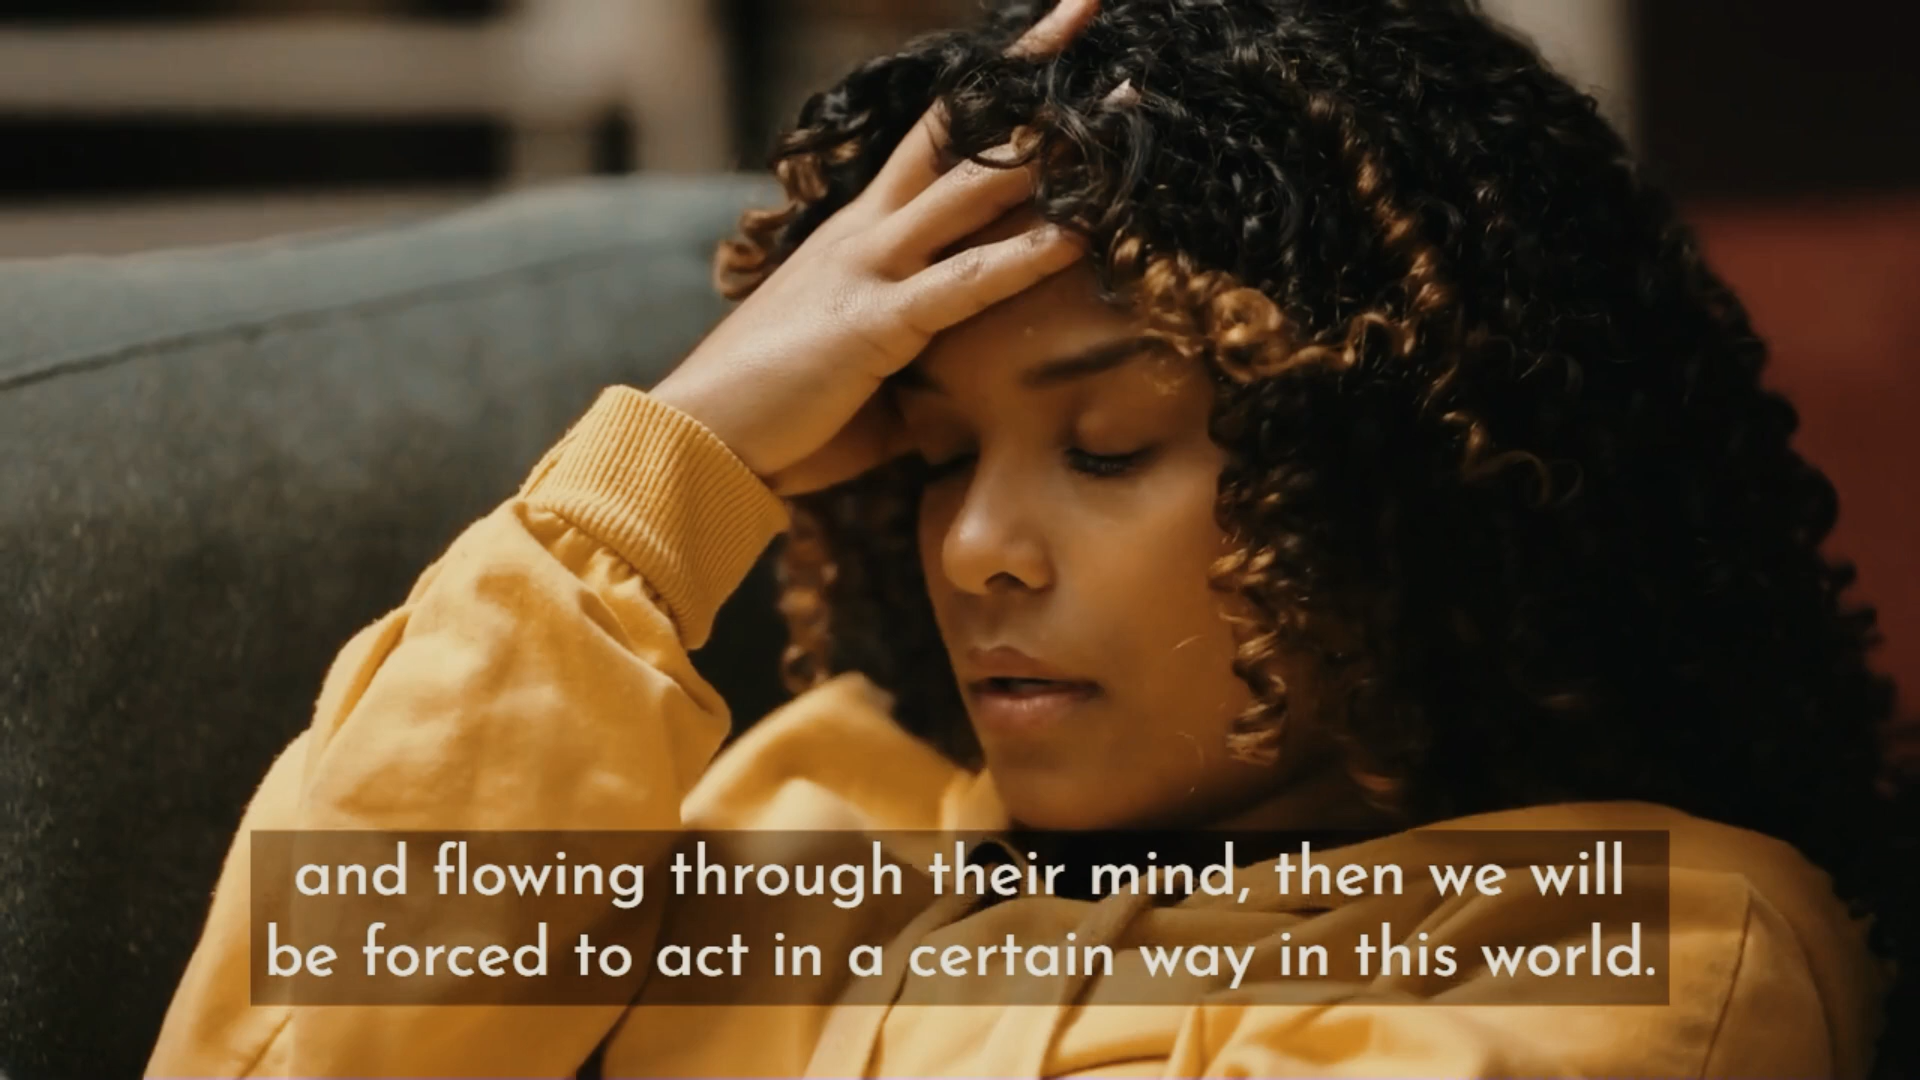 and flowing through their mind, then we will
be forced to act in a certain way in this world.